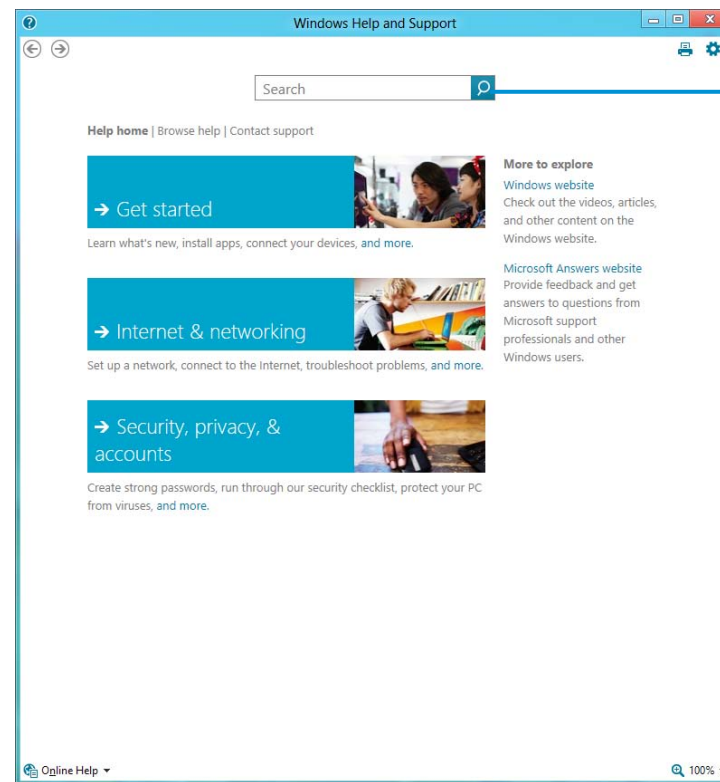 Windows Help and Support
Search
Help home | Browse help | Contact support
→ Get started
Learn what's new, install apps, connect your devices, and more.
→ Internet & networking
Set up a network, connect to the Internet, troubleshoot problems, and more.
→ Security, privacy, &
accounts
Create strong passwords, run through our security checklist, protect your PC
from viruses, and more.
More to explore
Windows website
Check out the videos, articles,
and other content on the
Windows website.
Microsoft Answers website
Provide feedback and get
answers to questions from
Microsoft support
professionals and other
Windows users.
Online Help
100%